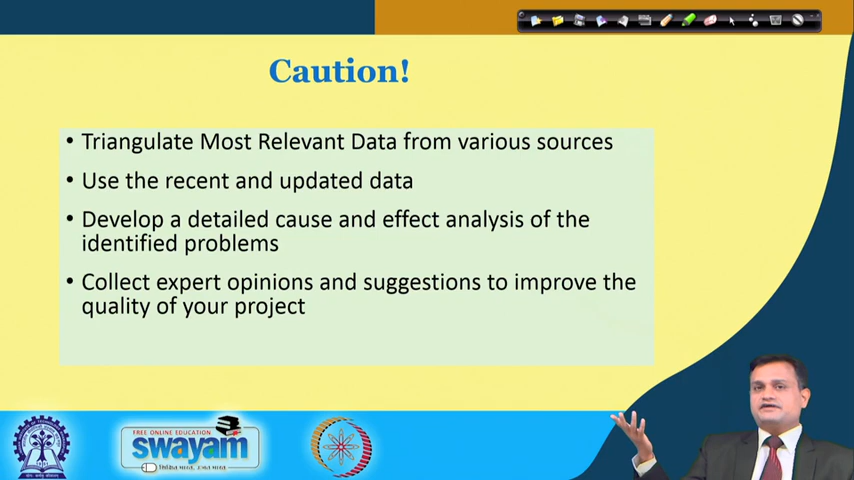 Caution!
• Triangulate Most Relevant Data from various sources
• Use the recent and updated data
• Develop a detailed cause and effect analysis of the
identified problems
• Collect expert opinions and suggestions to improve the
quality of your project
FREE ONLINE EDUCATION
swayam